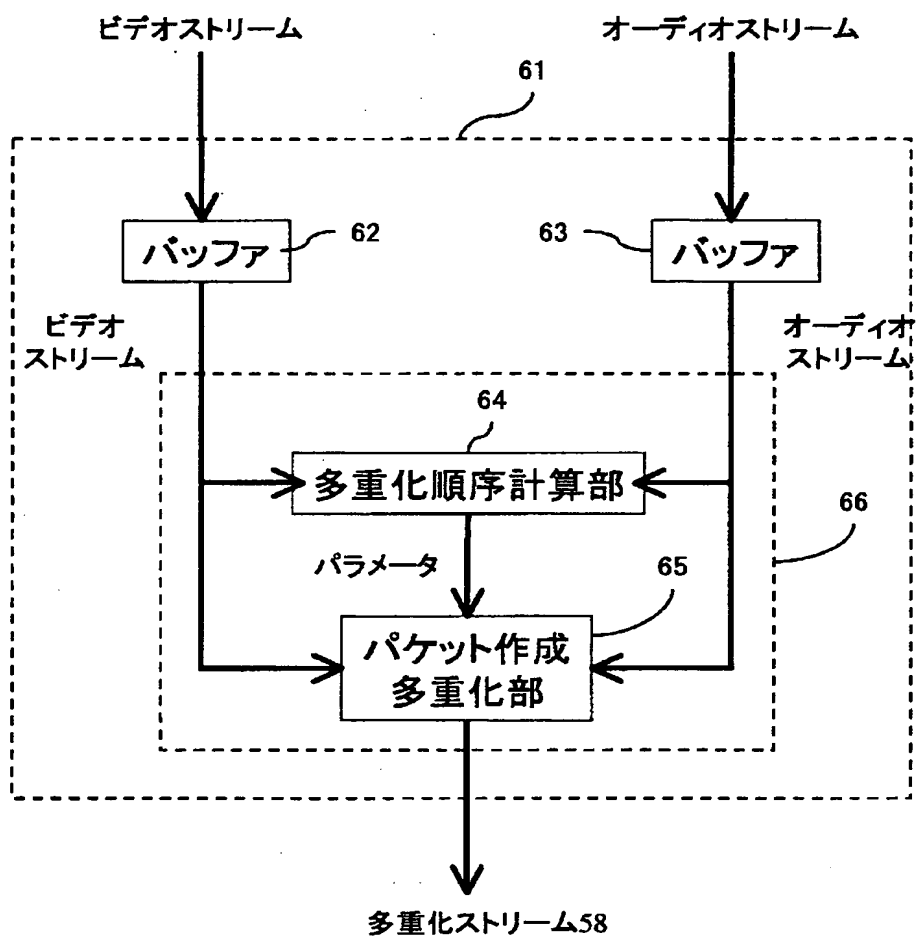 ビデオストリーム
オーディオストリーム
61
バッファ
62
63
バッファ
ビデオ
ストリーム
オーディオ
ストリーム
64
多重化順序計算部
66
パラメータ
65
パケット作成
多重化部
多重化ストリーム58